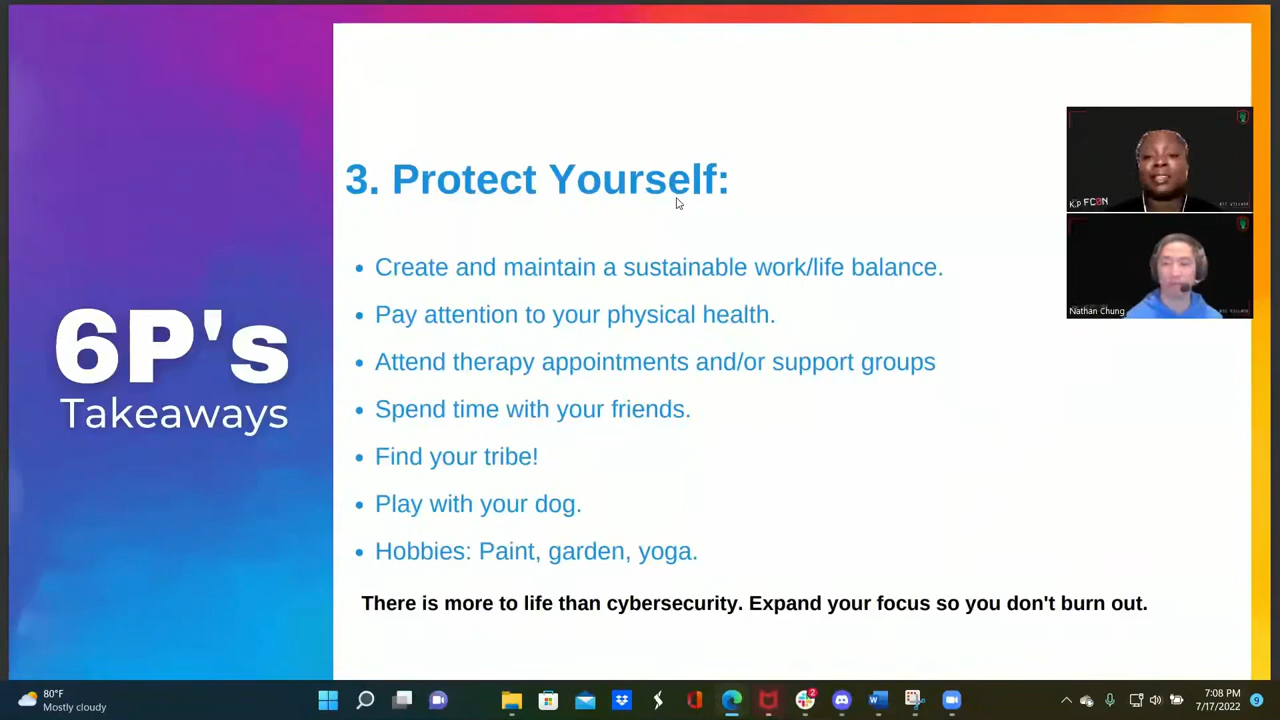 3. Protect Yourself:
Create and maintain a sustainable work/life balance.
Pay attention to your physical health.
Attend therapy appointments and/or support groups
Spend time with your friends.
Find your tribe!
Play with your dog.
Hobbies: Paint, garden, yoga.
There is more to life than cybersecurity. Expand your focus so you don't burn out.
6P's
Takeaways
K.P
Nathan Chung
80°F
Mostly cloudy
2
7:08 PM
7/17/2022
9